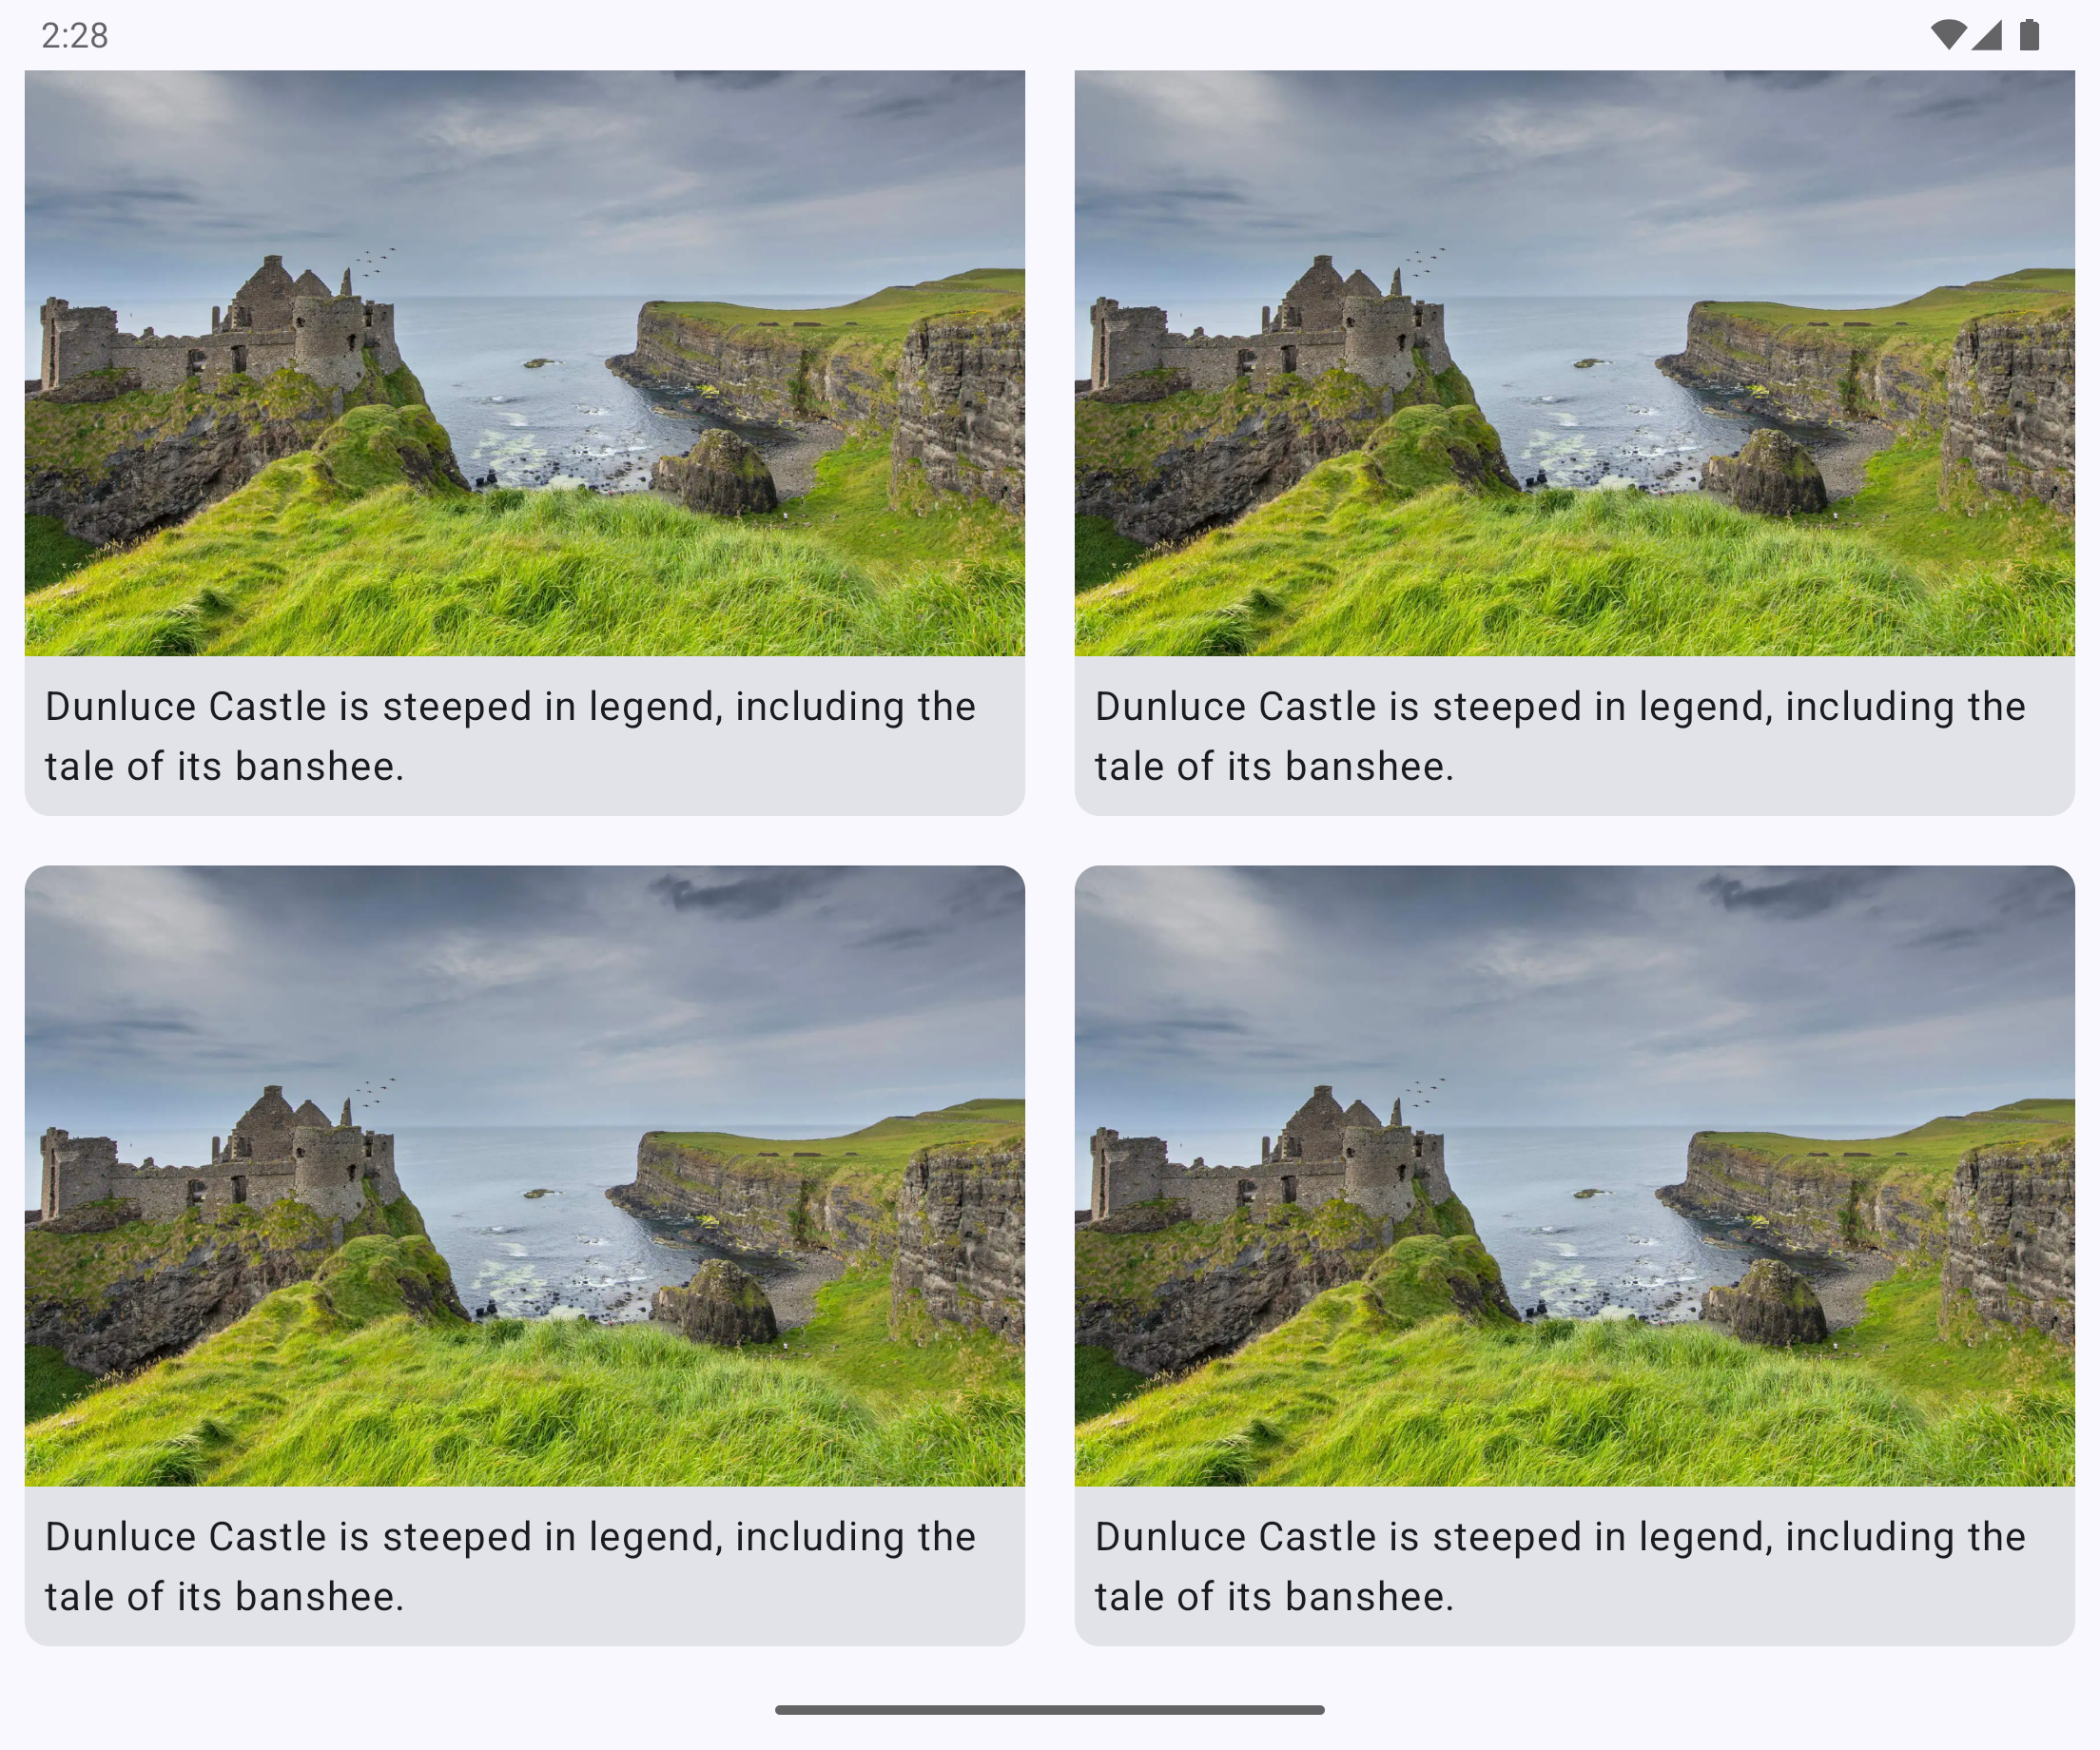 2:28
Dunluce Castle is steeped in legend, including the
tale of its banshee.
Dunluce Castle is steeped in legend, including the
tale of its banshee.
Dunluce Castle is steeped in legend, including the
tale of its banshee.
Dunluce Castle is steeped in legend, including the
tale of its banshee.